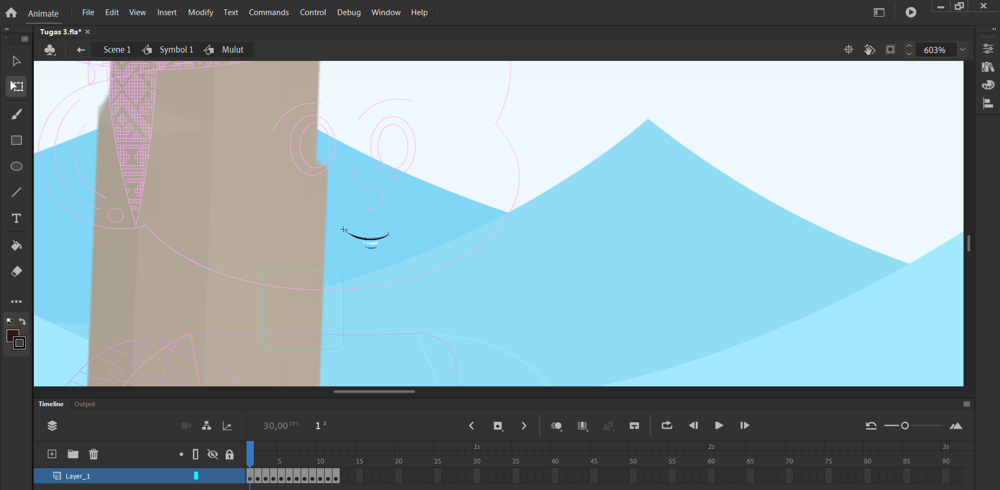 Animate File Edit View Insert Modify Commands Text Control Debug Window Help
Tugas 3.fla* ×
Scene 1 Symbol 1 Mulut 603%
T
Timeline Output
30,00 FPS 1 F
1s 2s 3s
5 10 15 20 25 30 35 40 45 50 55 60 65 70 75 80 85 90
Layer_1